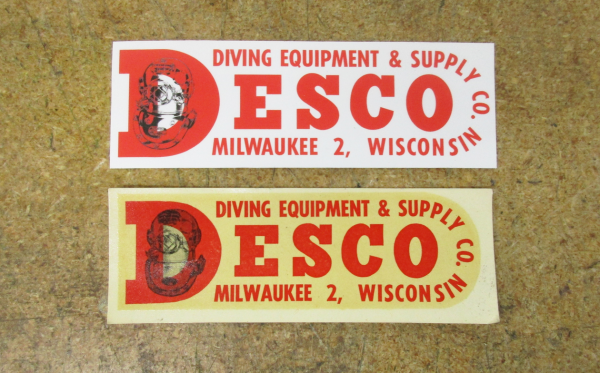 DIVING EQUIPMENT & SUPPLY CO.
DESCO
MILWAUKEE 2, WISCONSIN
DIVING EQUIPMENT & SUPPLY CO.
DESCO
MILWAUKEE 2, WISCONSIN